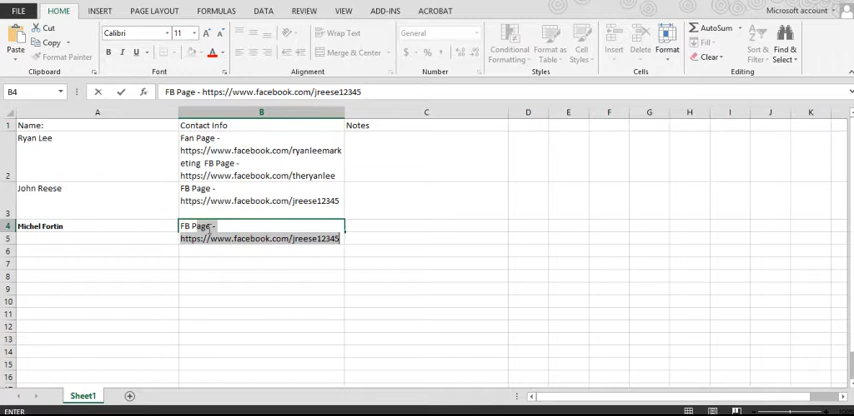 FILE HOME INSERT PAGE LAYOUT FORMULAS DATA REVIEW VIEW ADD-INS ACROBAT Microsoft account
Cut
Copy
Format Painter
Paste
Clipboard
Calibri 11
B I U
Font
Wrap Text
Merge & Center
Alignment
General
$ %
Number
Conditional
Formatting
Format as
Table
Cell
Styles
Styles
Insert Delete Format
Cells
AutoSum
Fill
Clear
Sort &
Filter
Find &
Select
Editing
B4 fx FB Page - https://www.facebook.com/jreese12345
A B C D E F G H I J K
1 Name: Contact Info Notes
Ryan Lee Fan Page -
https://www.facebook.com/ryanleemark
eting FB Page -
2 https://www.facebook.com/theryanlee
John Reese FB Page -
https://www.facebook.com/jreese12345
3
4 Michel Fortin FB Page -
5 https://www.facebook.com/jreese12345
6
7
8
9
10
11
12
13
14
15
16
Sheet1
ENTER